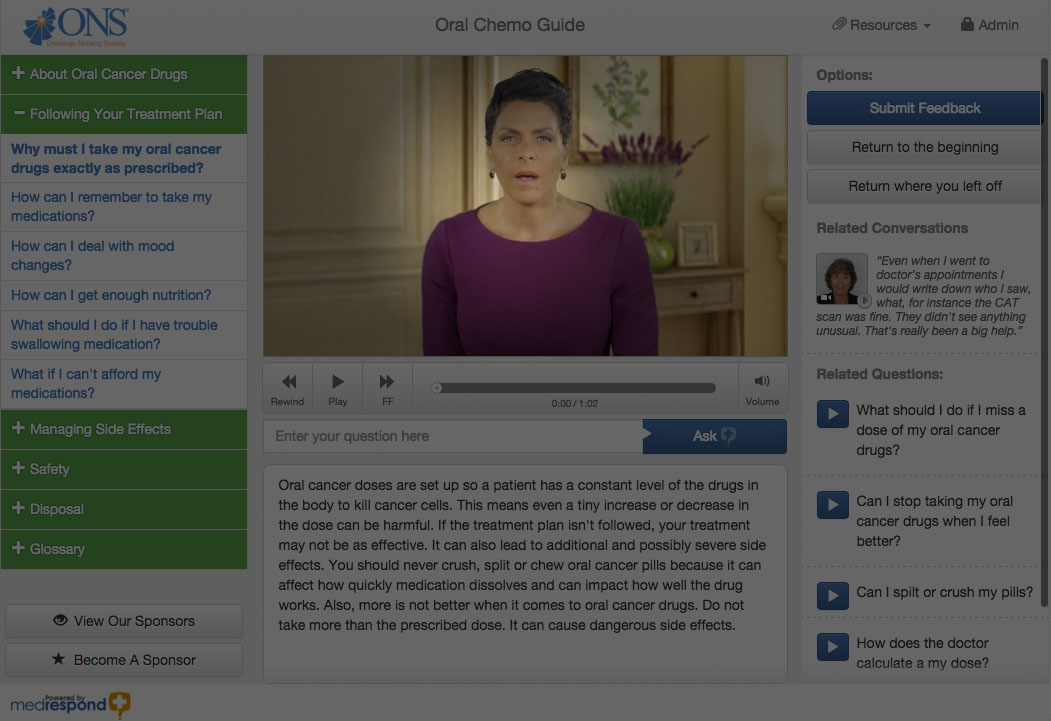 ONS
Oncology Nursing Society
Oral Chemo Guide
Resources
Admin
About Oral Cancer Drugs
Following Your Treatment Plan
Why must I take my oral cancer
drugs exactly as prescribed?
How can I remember to take my
medications?
How can I deal with mood
changes?
How can I get enough nutrition?
What should I do if I have trouble
swallowing medication?
What if I can't afford my
medications?
Managing Side Effects
Safety
Disposal
Glossary
View Our Sponsors
Become A Sponsor
Rewind
Play
FF
0:00 / 1:02
Volume
Enter your question here
Ask
Oral cancer doses are set up so a patient has a constant level of the drugs in
the body to kill cancer cells. This means even a tiny increase or decrease in
the dose can be harmful. If the treatment plan isn't followed, your treatment
may not be as effective. It can also lead to additional and possibly severe side
effects. You should never crush, split or chew oral cancer pills because it can
affect how quickly medication dissolves and can impact how well the drug
works. Also, more is not better when it comes to oral cancer drugs. Do not
take more than the prescribed dose. It can cause dangerous side effects.
Options:
Submit Feedback
Return to the beginning
Return where you left off
Related Conversations
“Even when I went to
doctor's appointments I
would write down who I saw,
what, for instance the CAT
scan was fine. They didn't see anything
unusual. That's really been a big help.”
Related Questions:
What should I do if I miss a
dose of my oral cancer
drugs?
Can I stop taking my oral
cancer drugs when I feel
better?
Can I spilt or crush my pills?
How does the doctor
calculate a my dose?
Powered by
medrespond